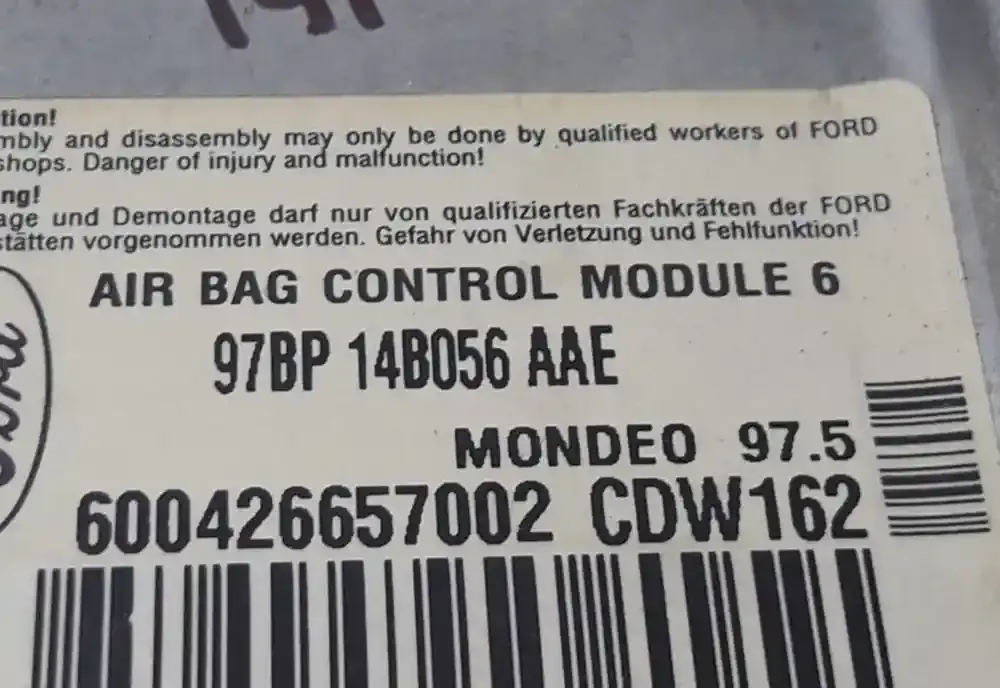 tion!
mbly and disassembly may only be done by qualified workers of FORD
shops. Danger of injury and malfunction!
ng!
age und Demontage darf nur von qualifizierten Fachkräften der FORD
stätten vorgenommen werden. Gefahr von Verletzung und Fehlfunktion!
AIR BAG CONTROL MODULE 6
97BP 14B056 AAE
MONDEO 97.5
600426657002 CDW162